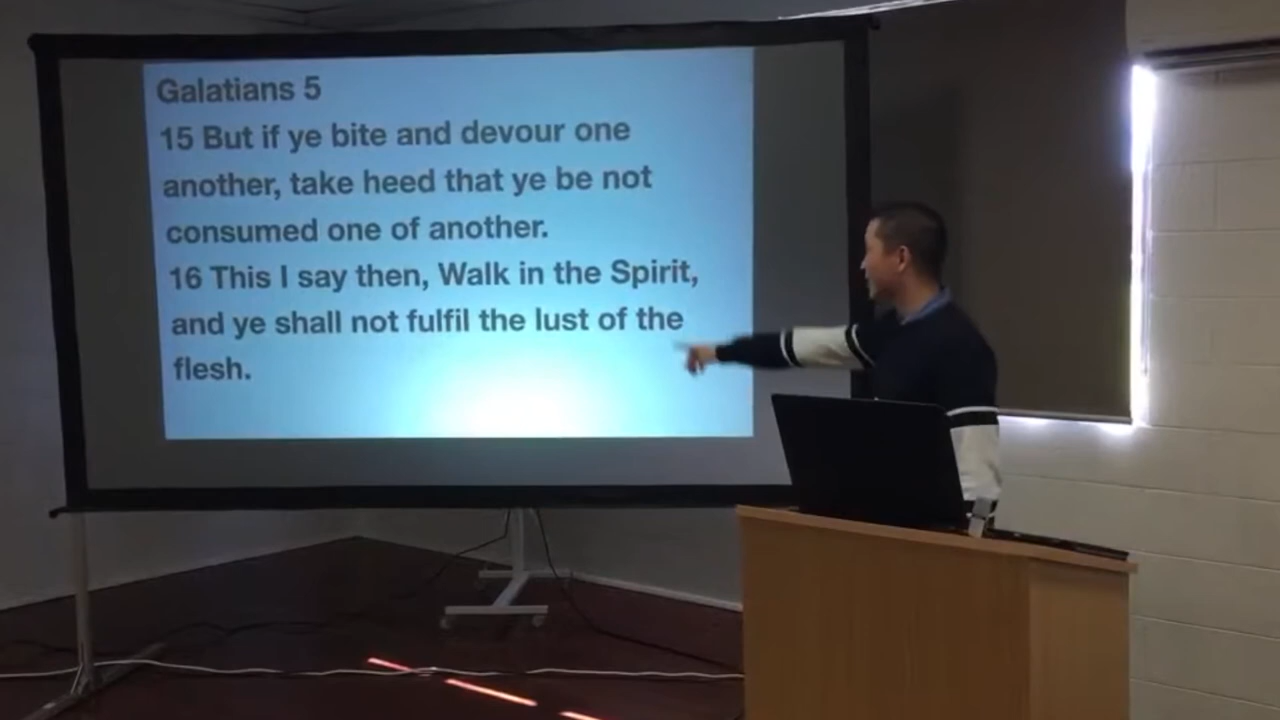 Galatians 5
15 But if ye bite and devour one
another, take heed that ye be not
consumed one of another.
16 This I say then, Walk in the Spirit,
and ye shall not fulfil the lust of the
flesh.